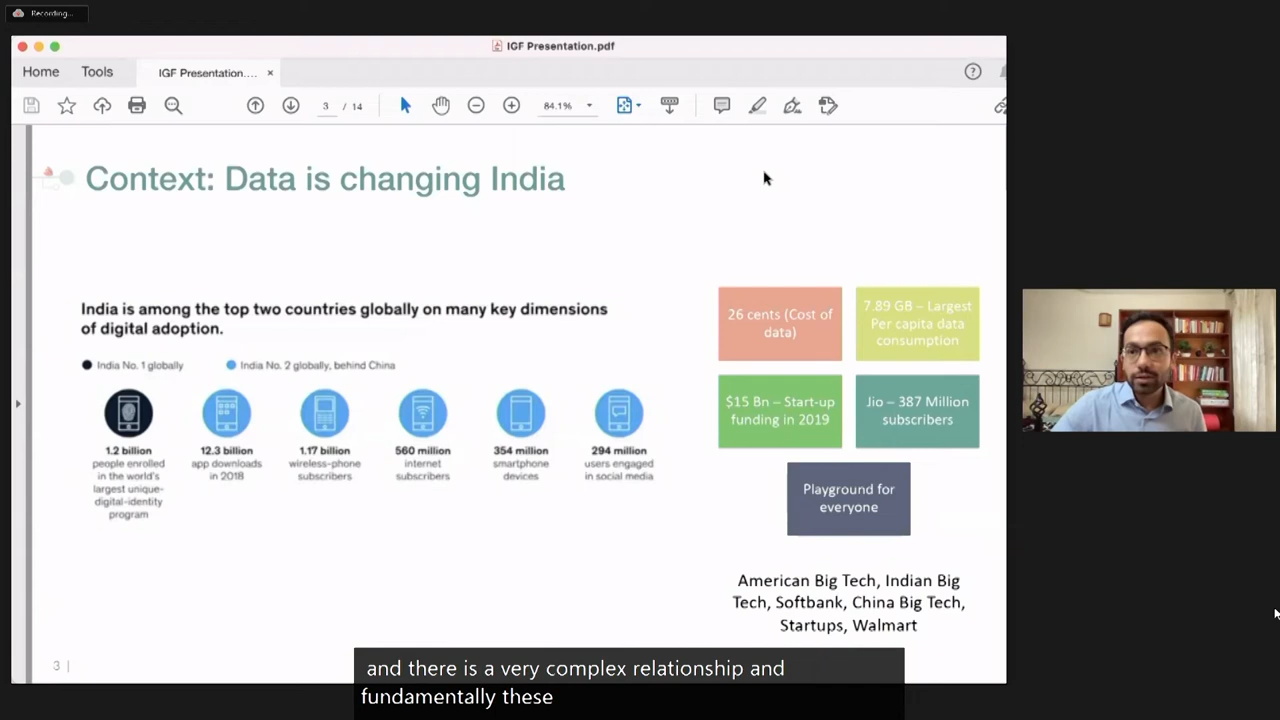 Recording...
IGF Presentation.pdf
Home
Tools
IGF Presentation....
×
3 / 14
84.1%
Context: Data is changing India
India is among the top two countries globally on many key dimensions
of digital adoption.
India No. 1 globally
India No. 2 globally, behind China
1.2 billion
people enrolled
in the world's
largest unique-
digital-identity
program
12.3 billion
app downloads
in 2018
1.17 billion
wireless-phone
subscribers
560 million
internet
subscribers
354 million
smartphone
devices
294 million
users engaged
in social media
26 cents (Cost of
data)
7.89 GB – Largest
Per capita data
consumption
$15 Bn – Start-up
funding in 2019
Jio – 387 Million
subscribers
Playground for
everyone
American Big Tech, Indian Big
Tech, Softbank, China Big Tech,
Startups, Walmart
3 |
and there is a very complex relationship and
fundamentally these